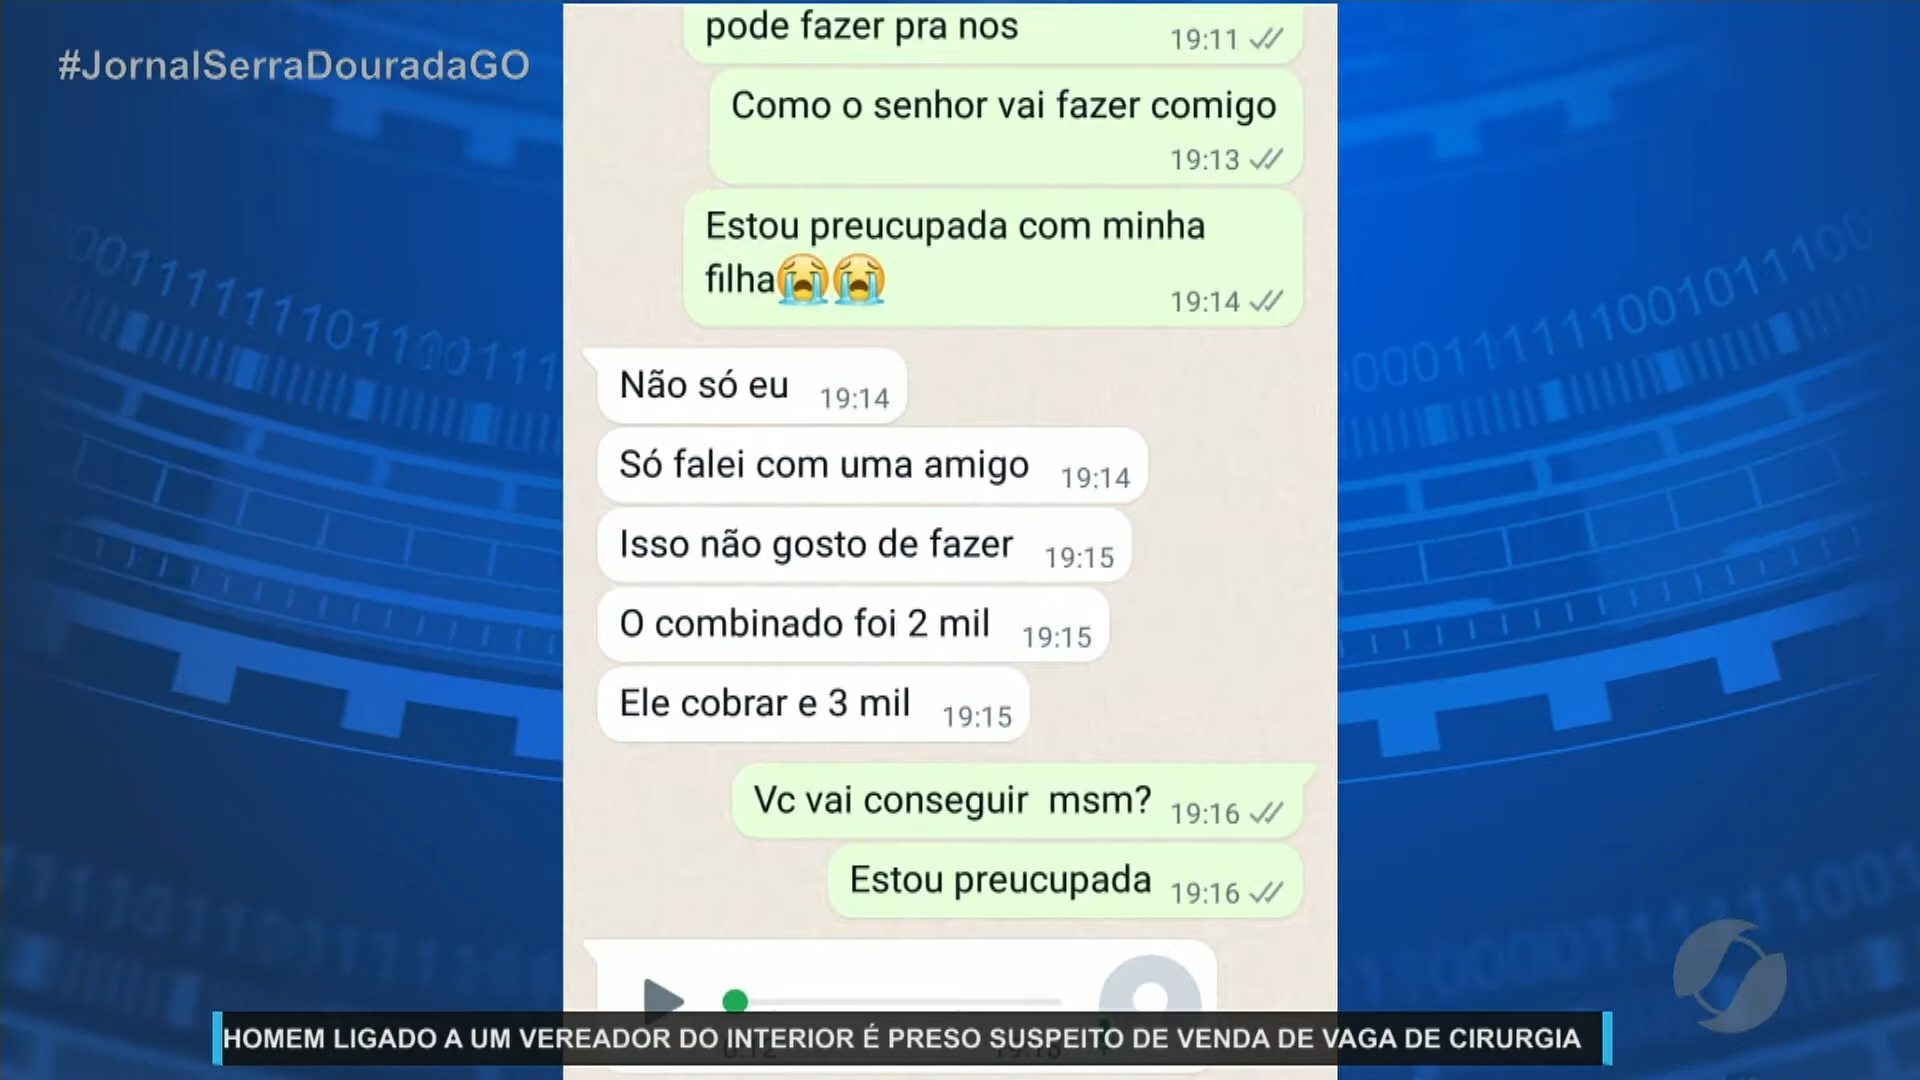 #JornalSerraDouradaGO
pode fazer pra nos
19:11
Como o senhor vai fazer comigo
19:13
Estou preucupada com minha
filha😭😭
19:14
Não só eu 19:14
Só falei com uma amigo 19:14
Isso não gosto de fazer 19:15
O combinado foi 2 mil 19:15
Ele cobrar e 3 mil 19:15
Vc vai conseguir msm? 19:16
Estou preucupada 19:16
HOMEM LIGADO A UM VEREADOR DO INTERIOR É PRESO SUSPEITO DE VENDA DE VAGA DE CIRURGIA